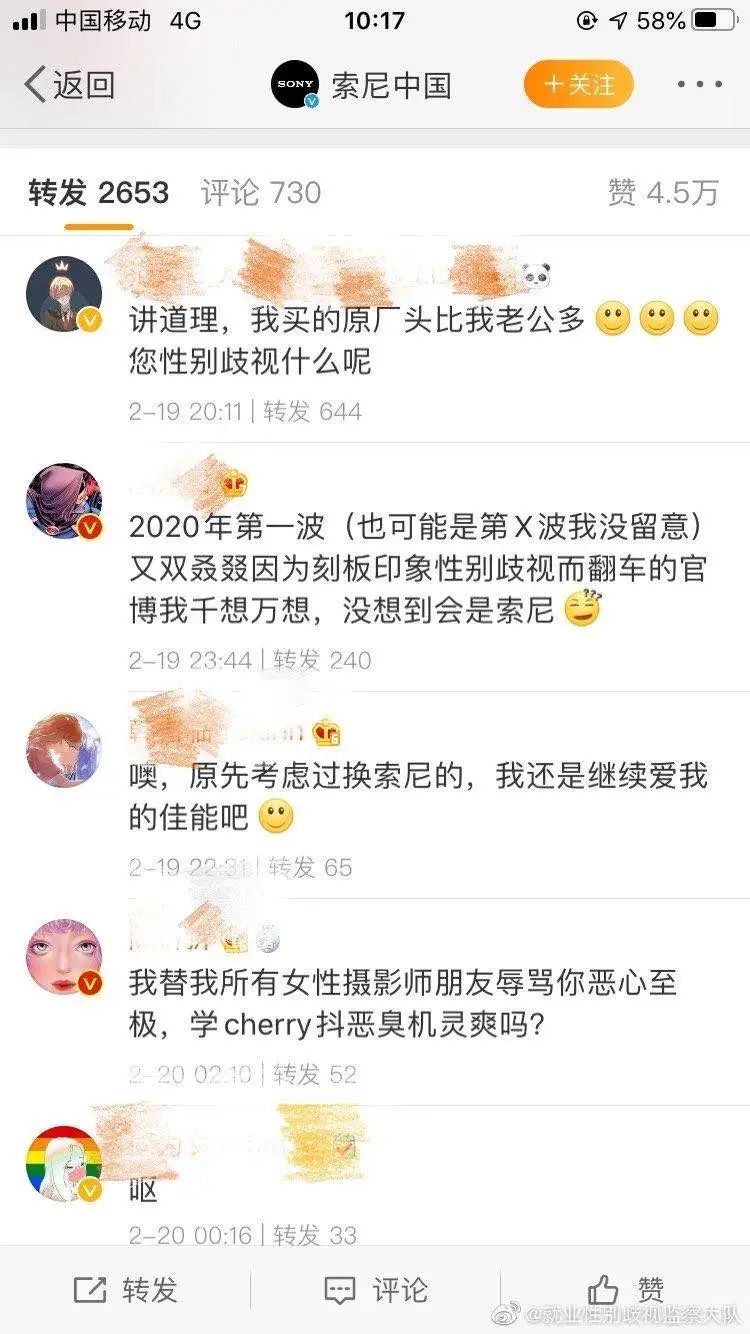 中国移动 4G 10:17 58%
返回 SONY 索尼中国 +关注
转发 2653 评论 730 赞 4.5万
讲道理，我买的原厂头比我老公多
您性别歧视什么呢
2-19 20:11 | 转发 644
2020年第一波（也可能是第X波我没留意）
又双叒叕因为刻板印象性别歧视而翻车的官
博我千想万想，没想到会是索尼
2-19 23:44 | 转发 240
噢，原先考虑过换索尼的，我还是继续爱我
的佳能吧
2-19 22:31 | 转发 65
我替我所有女性摄影师朋友辱骂你恶心至
极，学cherry抖恶臭机灵爽吗？
2-20 02:10 | 转发 52
呕
2-20 00:16 | 转发 33
转发 评论 赞
@就业性别歧视监察大队